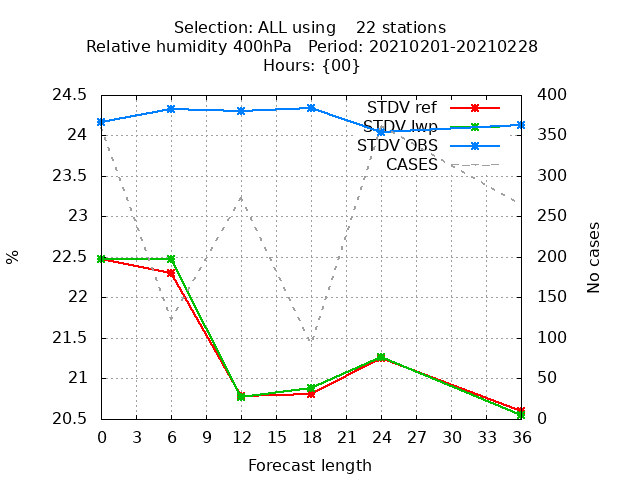 Selection: ALL using    22 stations
Relative humidity 400hPa   Period: 20210201-20210228
Hours: {00}
24.5
24
23.5
23
22.5
22
21.5
21
20.5
%
STDV ref
STDV lwp
STDV OBS
CASES
400
350
300
250
200
150
100
50
0
No cases
0 3 6 9 12 15 18 21 24 27 30 33 36
Forecast length